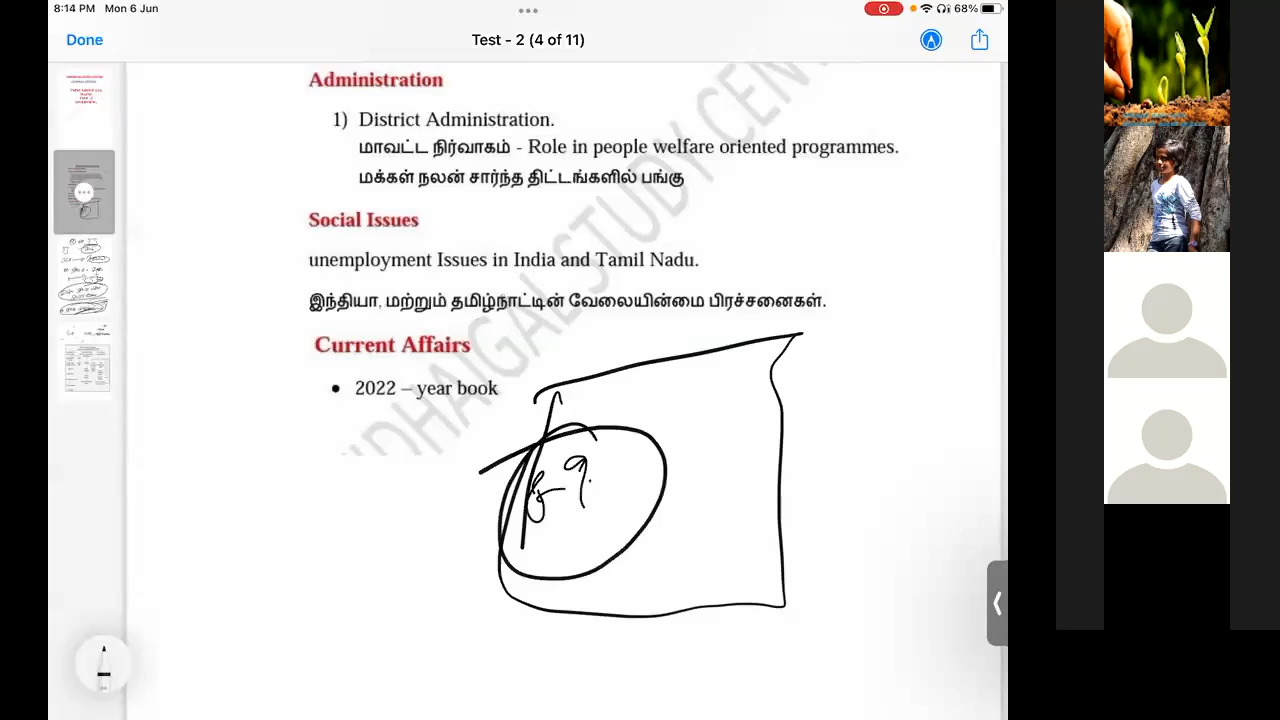 8:14 PM Mon 6 Jun
68%
Done
Test - 2 (4 of 11)
Administration
1) District Administration.
மாவட்ட நிர்வாகம் - Role in people welfare oriented programmes.
மக்கள் நலன் சார்ந்த திட்டங்களில் பங்கு
Social Issues
unemployment Issues in India and Tamil Nadu.
இந்தியா, மற்றும் தமிழ்நாட்டின் வேலையின்மை பிரச்சனைகள்.
Current Affairs
• 2022 – year book
8-9.